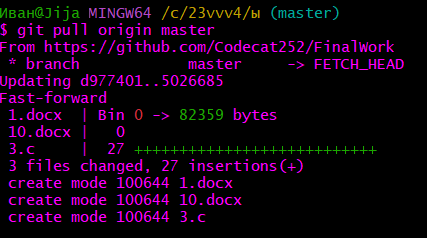 Иван@Jija MINGW64 /c/23vvv4/ы (master)
$ git pull origin master
From https://github.com/Codecat252/FinalWork
 * branch            master     -> FETCH_HEAD
Updating d977401..5026685
Fast-forward
 1.docx  | Bin 0 -> 82359 bytes
 10.docx |   0
 3.c     |  27 +++++++++++++++++++++++++++
 3 files changed, 27 insertions(+)
 create mode 100644 1.docx
 create mode 100644 10.docx
 create mode 100644 3.c